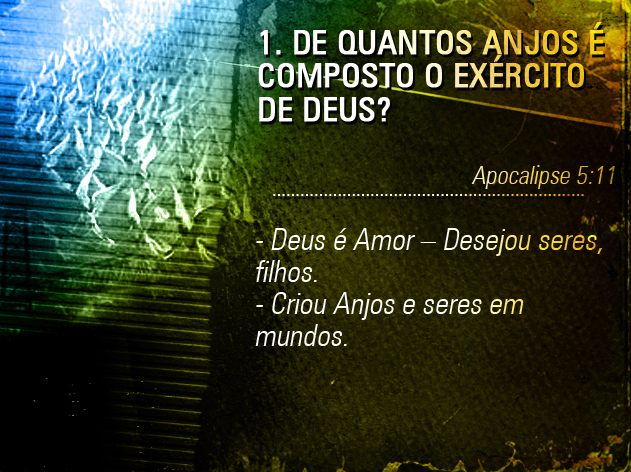 1. DE QUANTOS ANJOS É
COMPOSTO O EXÉRCITO
DE DEUS?
Apocalipse 5:11
- Deus é Amor – Desejou seres,
filhos.
- Criou Anjos e seres em
mundos.